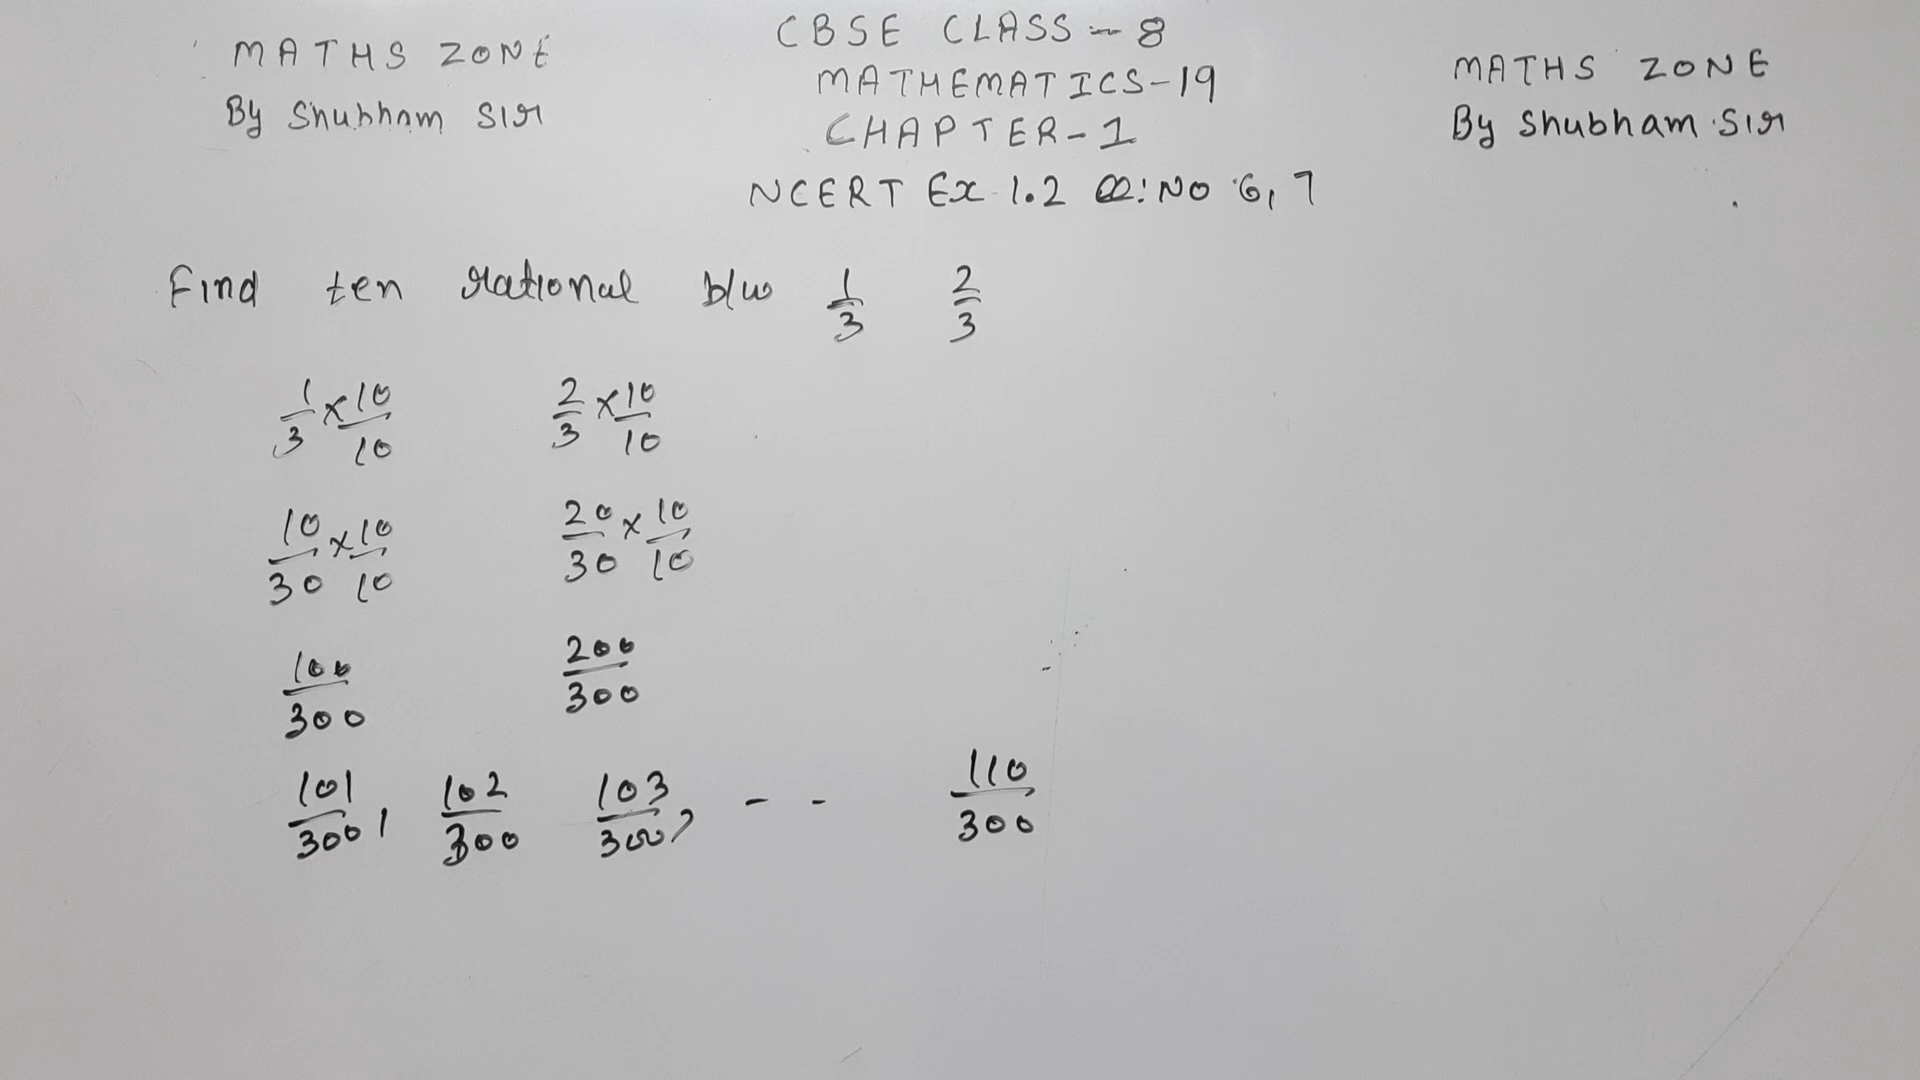 MATHS ZONE
By Shubham Sir
CBSE CLASS - 8
MATHEMATICS-19
CHAPTER-1
NCERT Ex 1.2 Q:NO 6, 7
MATHS ZONE
By Shubham Sir
Find ten rational b/w 1/3 2/3
1/3 × 10/10 2/3 × 10/10
10/30 × 10/10 20/30 × 10/10
100/300 200/300
101/300, 102/300 103/300, - - 110/300